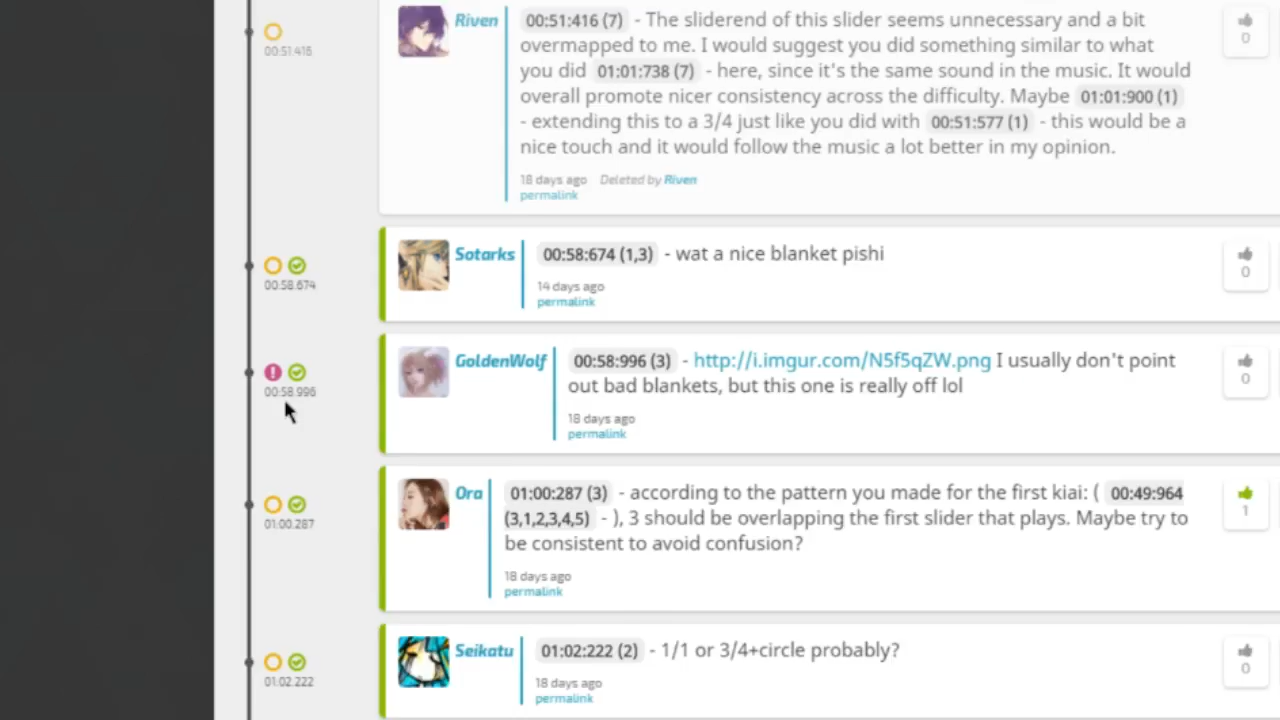 Riven 00:51:416 (7) - The sliderend of this slider seems unnecessary and a bit
overmapped to me. I would suggest you did something similar to what
you did 01:01:738 (7) - here, since it's the same sound in the music. It would
overall promote nicer consistency across the difficulty. Maybe 01:01:900 (1)
- extending this to a 3/4 just like you did with 00:51:577 (1) - this would be a
nice touch and it would follow the music a lot better in my opinion.
18 days ago Deleted by Riven
permalink
00:51.416
0
Sotarks 00:58:674 (1,3) - wat a nice blanket pishi
14 days ago
permalink
00:58.674
0
GoldenWolf 00:58:996 (3) - http://i.imgur.com/N5f5qZW.png I usually don't point
out bad blankets, but this one is really off lol
18 days ago
permalink
00:58.996
0
Ora 01:00:287 (3) - according to the pattern you made for the first kiai: ( 00:49:964
(3,1,2,3,4,5) - ), 3 should be overlapping the first slider that plays. Maybe try to
be consistent to avoid confusion?
18 days ago
permalink
01:00.287
1
Seikatu 01:02:222 (2) - 1/1 or 3/4+circle probably?
18 days ago
permalink
01:02.222
0